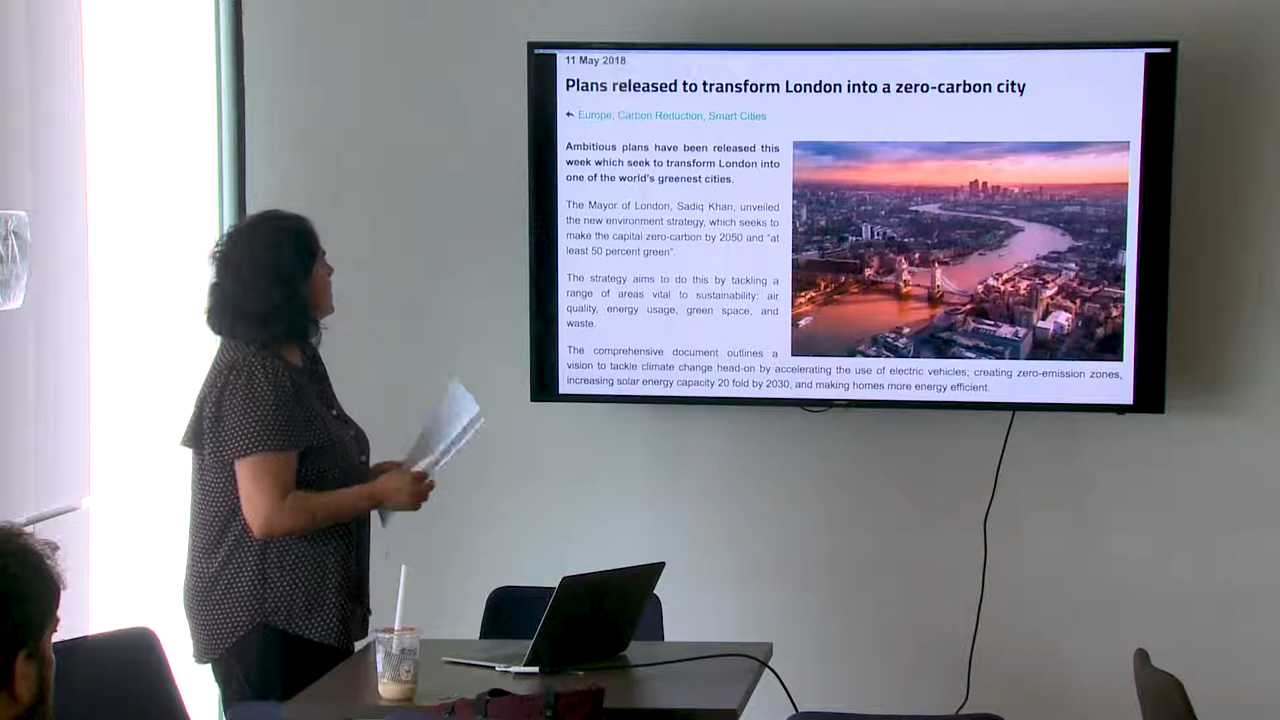 11 May 2018
Plans released to transform London into a zero-carbon city
Europe, Carbon Reduction, Smart Cities
Ambitious plans have been released this
week which seek to transform London into
one of the world's greenest cities.
The Mayor of London, Sadiq Khan, unveiled
the new environment strategy, which seeks to
make the capital zero-carbon by 2050 and "at
least 50 percent green".
The strategy aims to do this by tackling a
range of areas vital to sustainability: air
quality, energy usage, green space, and
waste.
The comprehensive document outlines a
vision to tackle climate change head-on by accelerating the use of electric vehicles; creating zero-emission zones,
increasing solar energy capacity 20 fold by 2030, and making homes more energy efficient.